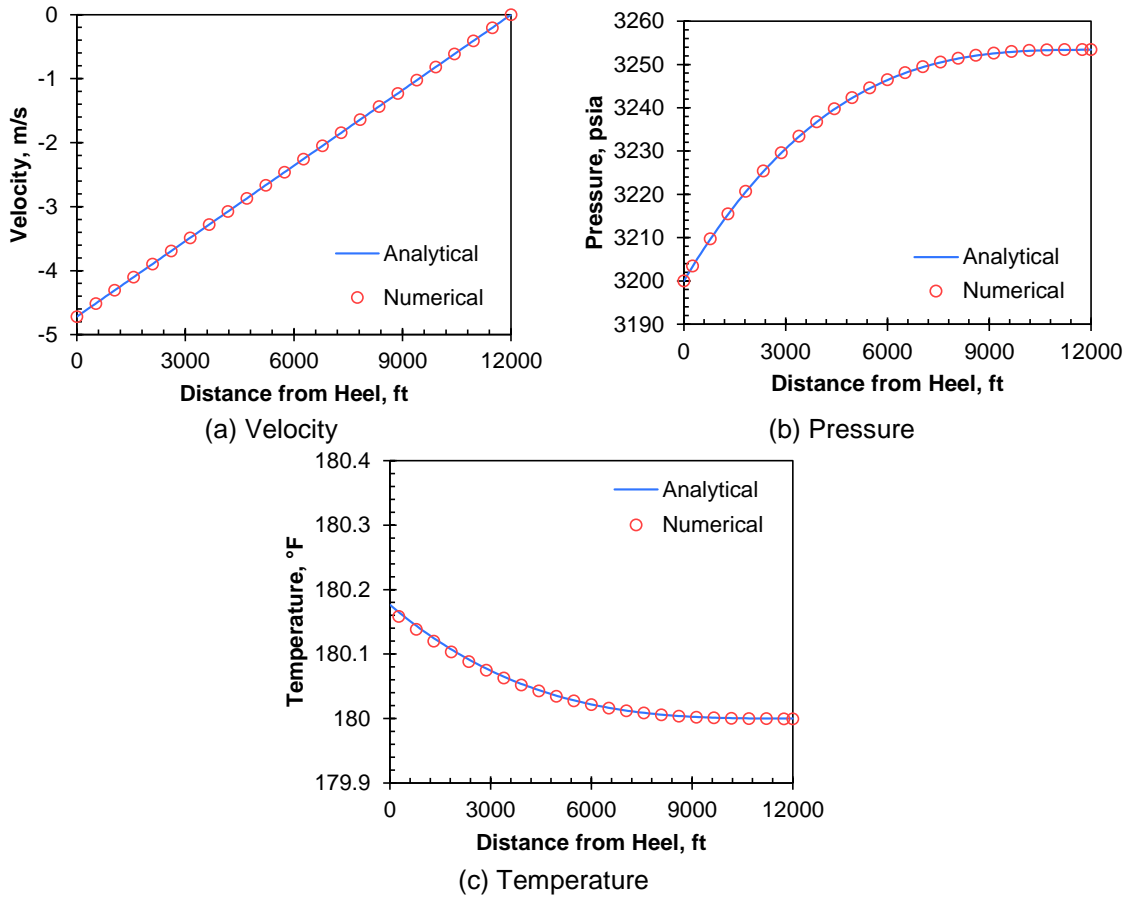 0
-1
-2
-3
-4
-5
Velocity, m/s
Analytical
Numerical
0 3000 6000 9000 12000
Distance from Heel, ft
(a) Velocity
3260
3250
3240
3230
3220
3210
3200
3190
Pressure, psia
Analytical
Numerical
0 3000 6000 9000 12000
Distance from Heel, ft
(b) Pressure
180.4
180.3
180.2
180.1
180
179.9
Temperature, °F
Analytical
Numerical
0 3000 6000 9000 12000
Distance from Heel, ft
(c) Temperature